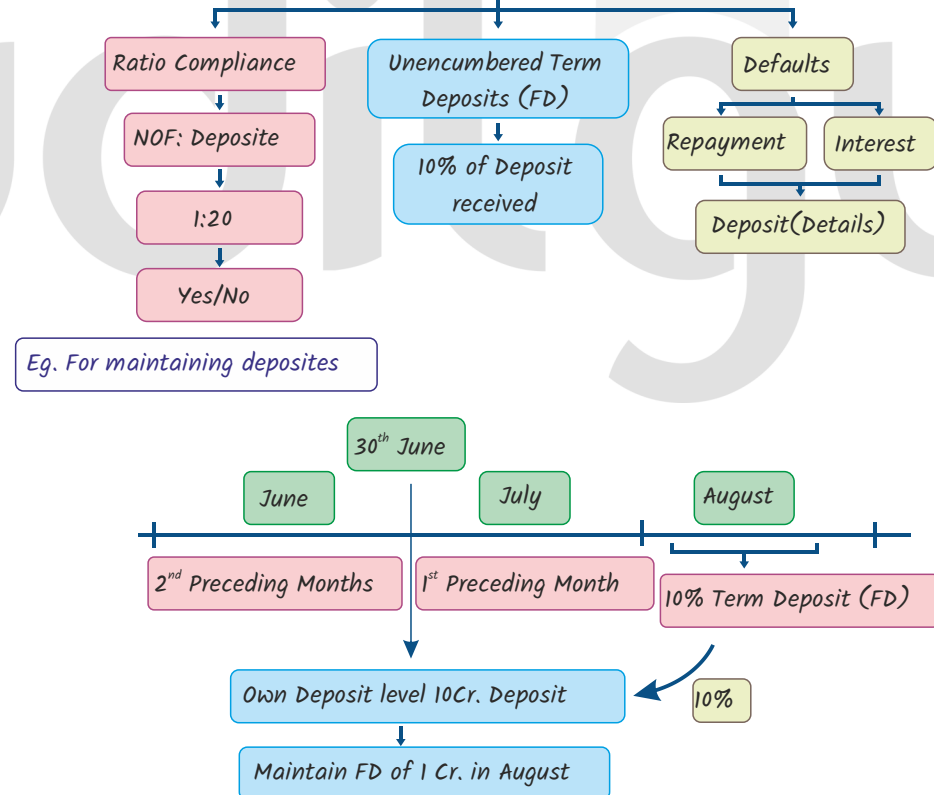 Ratio Compliance
NOF: Deposite
1:20
Yes/No
Unencumbered Term
Deposits (FD)
10% of Deposit
received
Defaults
Repayment
Interest
Deposit(Details)
Eg. For maintaining deposites
30th June
June
July
August
2nd Preceding Months
1st Preceding Month
10% Term Deposit (FD)
Own Deposit level 10Cr. Deposit
10%
Maintain FD of 1 Cr. in August